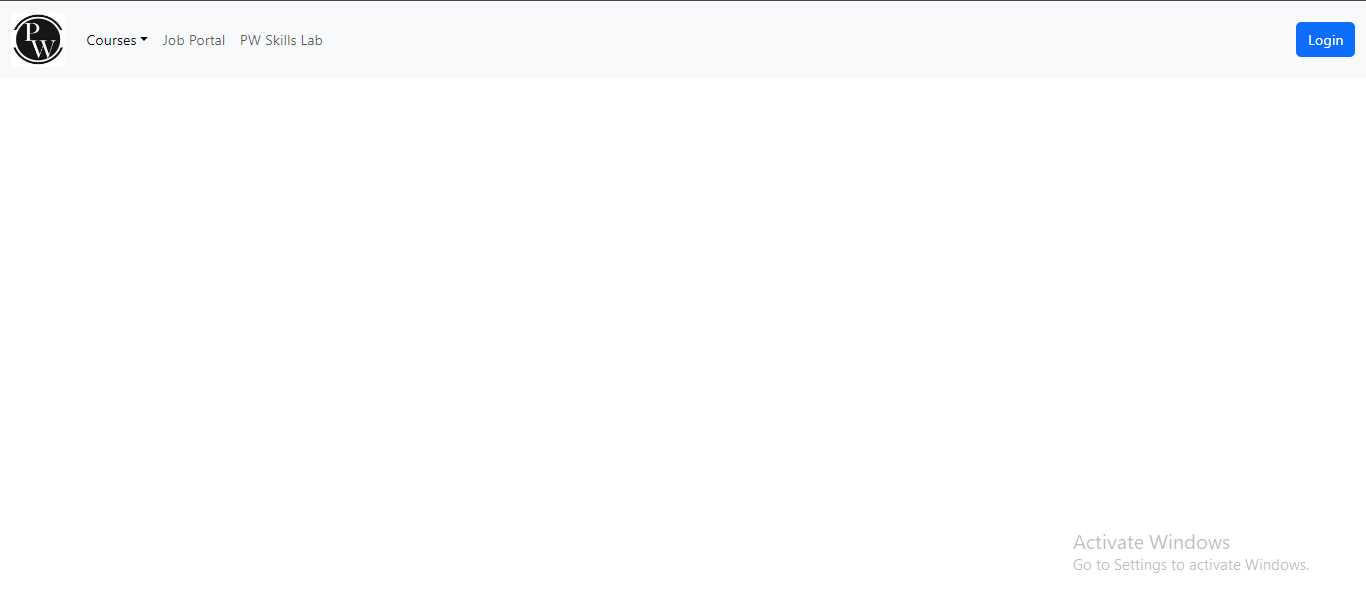 PW
Courses
Job Portal
PW Skills Lab
Login
Activate Windows
Go to Settings to activate Windows.